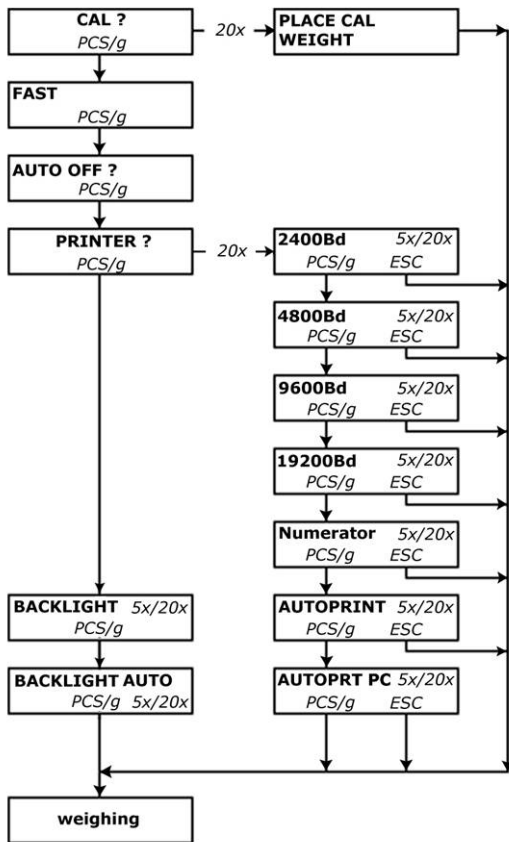 CAL ?
PCS/g
20x
PLACE CAL
WEIGHT
FAST
PCS/g
AUTO OFF ?
PCS/g
PRINTER ?
PCS/g
20x
2400Bd 5x/20x
PCS/g ESC
4800Bd 5x/20x
PCS/g ESC
9600Bd 5x/20x
PCS/g ESC
19200Bd 5x/20x
PCS/g ESC
Numerator 5x/20x
PCS/g ESC
BACKLIGHT 5x/20x
PCS/g
AUTOPRINT 5x/20x
PCS/g ESC
BACKLIGHT AUTO
PCS/g 5x/20x
AUTOPRT PC 5x/20x
PCS/g ESC
weighing